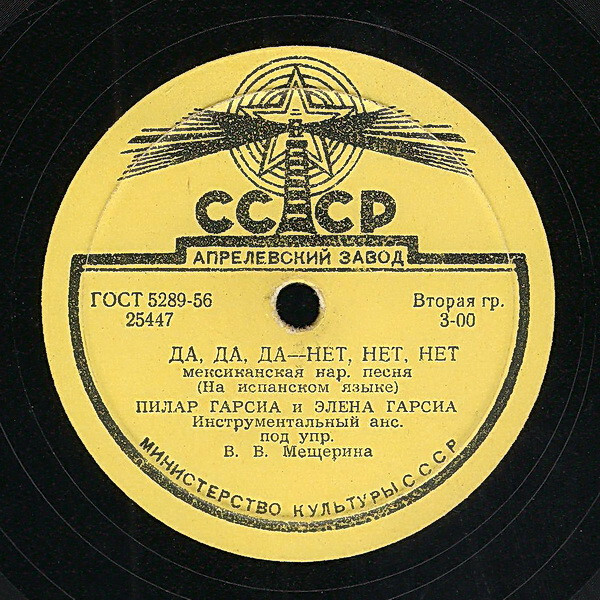 СССР
АПРЕЛЕВСКИЙ ЗАВОД
ГОСТ 5289-56
25447
Вторая гр.
3-00
ДА, ДА, ДА—НЕТ, НЕТ, НЕТ
мексиканская нар. песня
(На испанском языке)
ПИЛАР ГАРСИА и ЭЛЕНА ГАРСИА
Инструментальный анс.
под упр.
В. В. Мещерина
МИНИСТЕРСТВО КУЛЬТУРЫ СССР